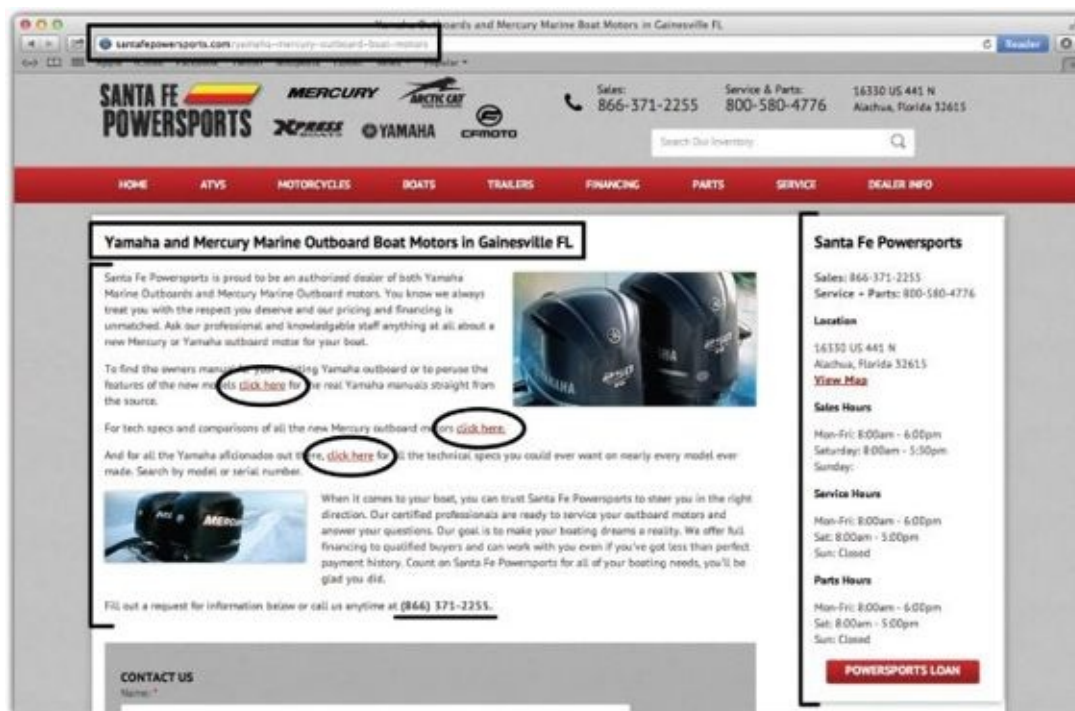 Yamaha Outboards and Mercury Marine Boat Motors in Gainesville FL
santafepowersports.com/yamaha-mercury-outboard-boat-motors
Reader
Popular
SANTA FE
POWERSPORTS
MERCURY
ARCTIC CAT
XPRESS
BOATS
YAMAHA
CFMOTO
Sales:
866-371-2255
Service & Parts:
800-580-4776
16330 US 441 N
Alachua, Florida 32615
Search Our Inventory
HOME ATVS MOTORCYCLES BOATS TRAILERS FINANCING PARTS SERVICE DEALER INFO
Yamaha and Mercury Marine Outboard Boat Motors in Gainesville FL
Santa Fe Powersports is proud to be an authorized dealer of both Yamaha
Marine Outboards and Mercury Marine Outboard motors. You know we always
treat you with the respect you deserve and our pricing and financing is
unmatched. Ask our professional and knowledgable staff anything at all about a
new Mercury or Yamaha outboard motor for your boat.
YAMAHA
To find the owners manual for your existing Yamaha outboard or to peruse the
features of the new models click here for the real Yamaha manuals straight from
the source.
For tech specs and comparisons of all the new Mercury outboard motors click here.
And for all the Yamaha aficionados out there, click here for all the technical specs you could ever want on nearly every model ever
made. Search by model or serial number.
When it comes to your boat, you can trust Santa Fe Powersports to steer you in the right
direction. Our certified professionals are ready to service your outboard motors and
answer your questions. Our goal is to make your boating dreams a reality. We offer full
financing to qualified buyers and can work with you even if you've got less than perfect
payment history. Count on Santa Fe Powersports for all of your boating needs, you'll be
glad you did.
Fill out a request for information below or call us anytime at (866) 371-2255.
CONTACT US
Name: *
Santa Fe Powersports
Sales: 866-371-2255
Service + Parts: 800-580-4776
Location
16330 US 441 N
Alachua, Florida 32615
View Map
Sales Hours
Mon-Fri: 8:00am - 6:00pm
Saturday: 8:00am - 5:30pm
Sunday:
Service Hours
Mon-Fri: 8:00am - 6:00pm
Sat: 8:00am - 5:00pm
Sun: Closed
Parts Hours
Mon-Fri: 8:00am - 6:00pm
Sat: 8:00am - 5:00pm
Sun: Closed
POWERSPORTS LOAN